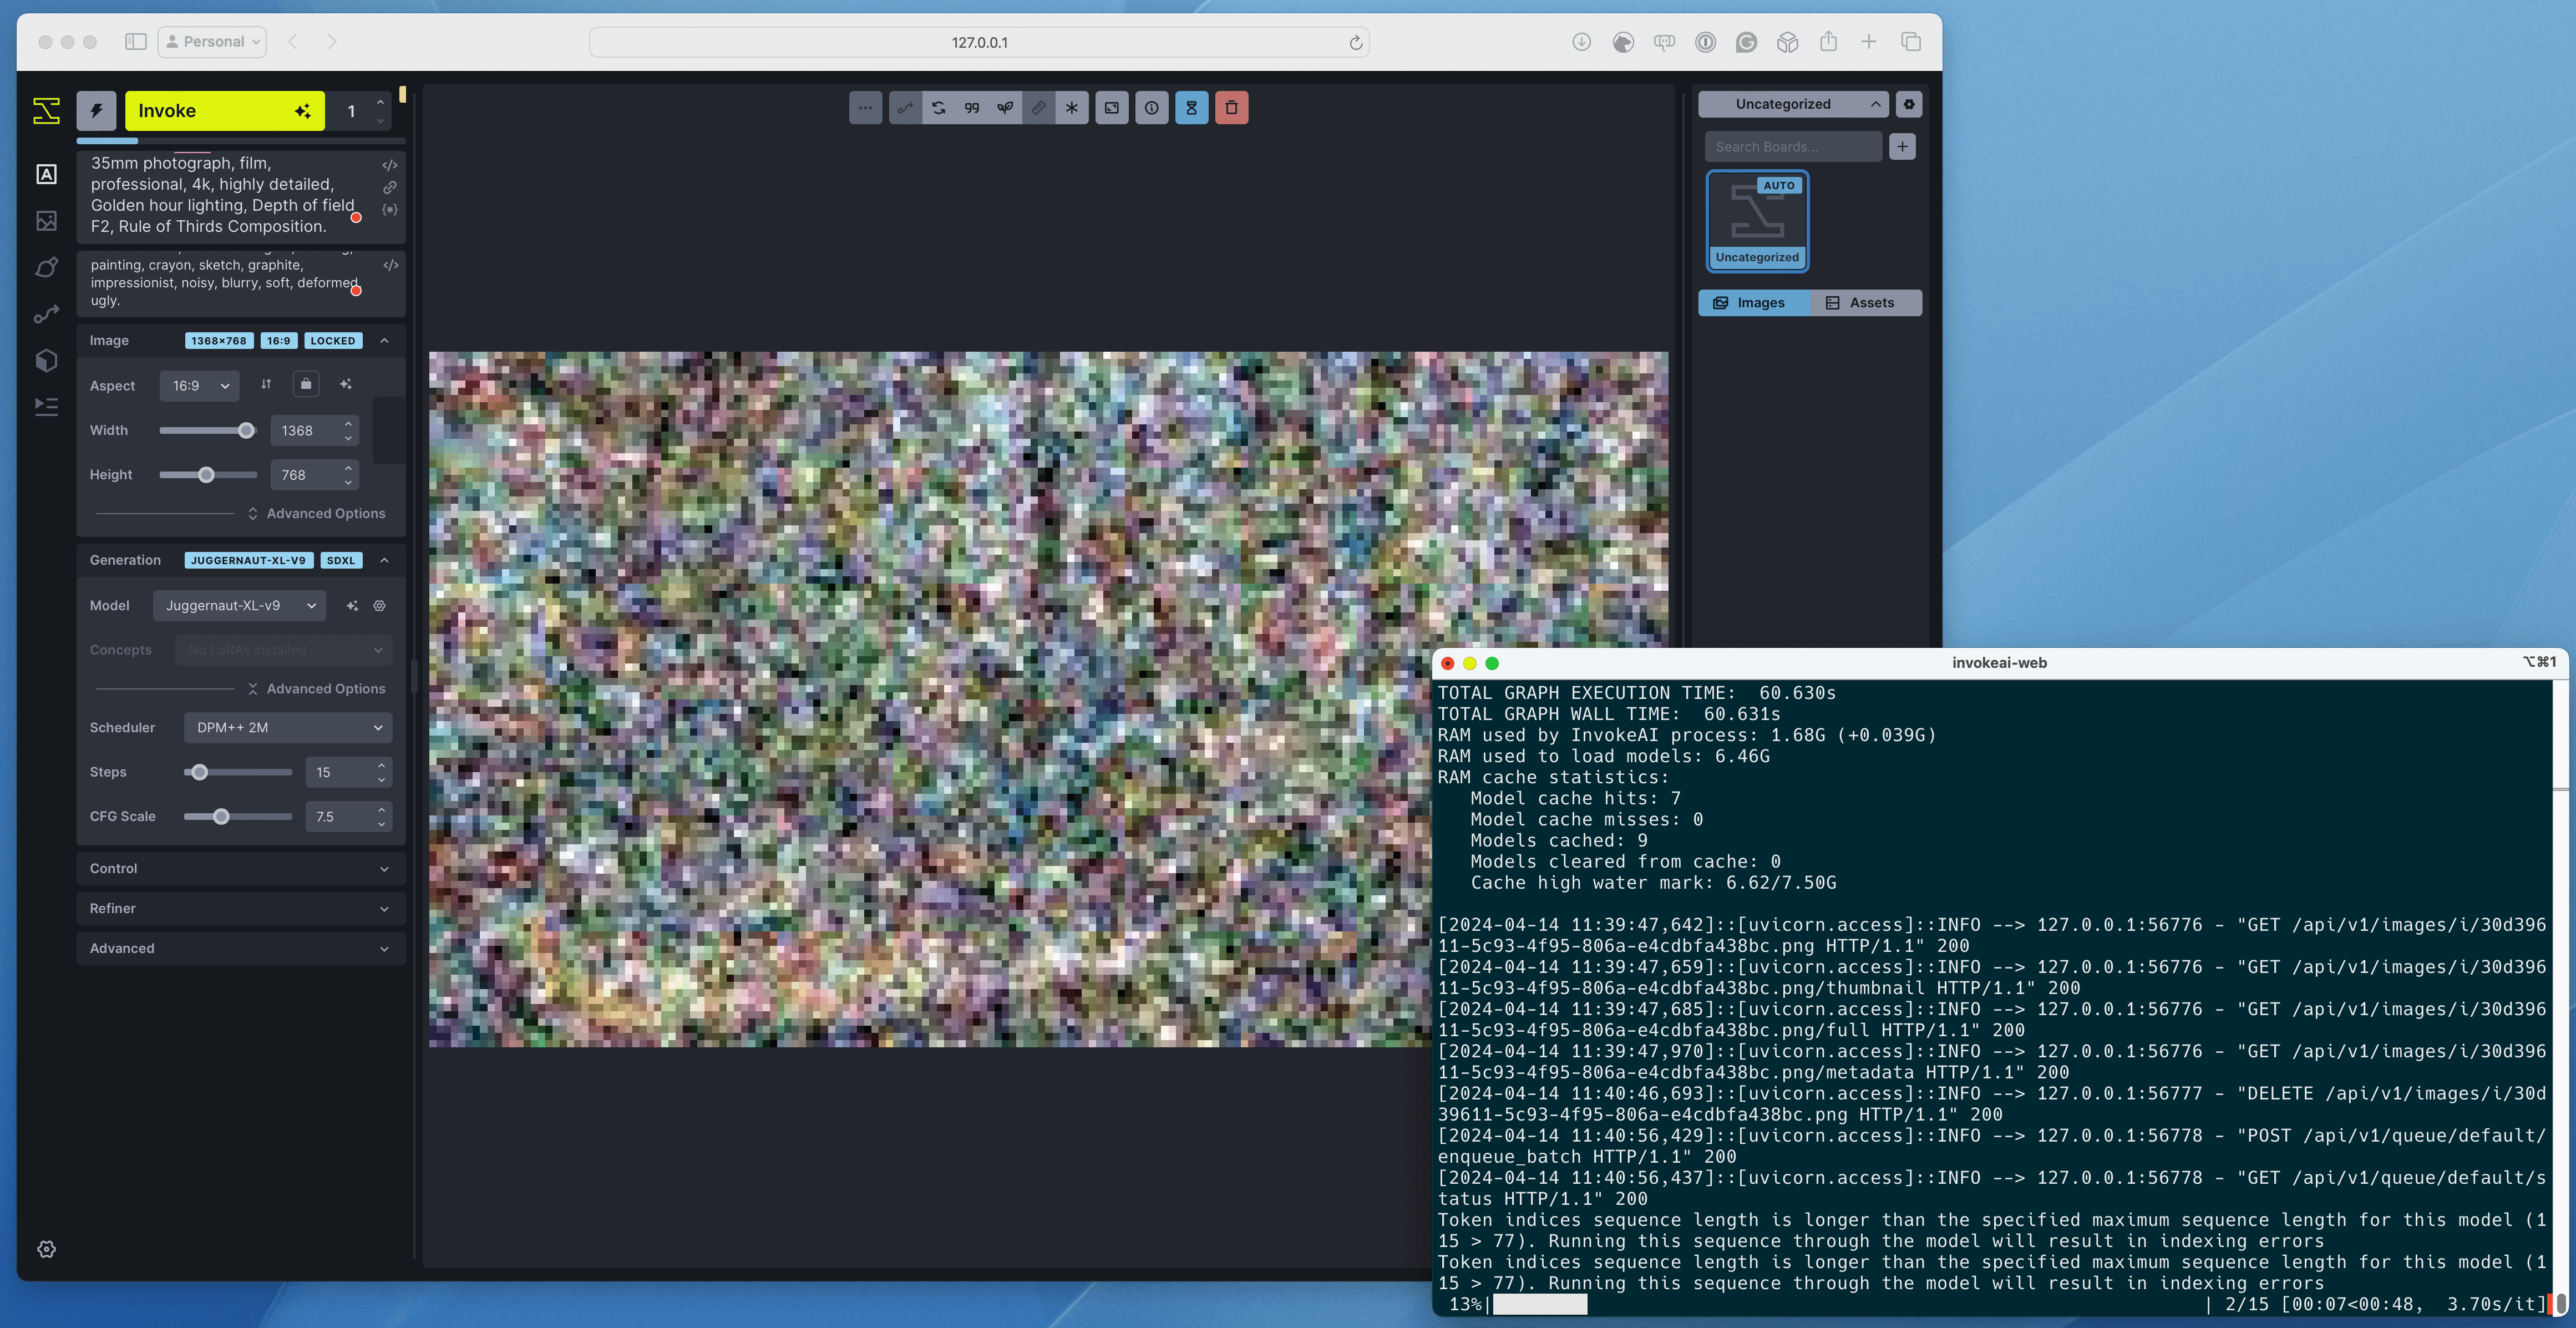 Personal
127.0.0.1
Invoke
1
35mm photograph, film,
professional, 4k, highly detailed,
Golden hour lighting, Depth of field
F2, Rule of Thirds Composition.
painting, crayon, sketch, graphite,
impressionist, noisy, blurry, soft, deformed
ugly.
Image 1368×768 16:9 LOCKED
Aspect 16:9
Width 1368
Height 768
Advanced Options
Generation JUGGERNAUT-XL-V9 SDXL
Model Juggernaut-XL-v9
Concepts No LoRAs Installed
Advanced Options
Scheduler DPM++ 2M
Steps 15
CFG Scale 7.5
Control
Refiner
Advanced
Uncategorized
Search Boards...
AUTO
Uncategorized
Images Assets
invokeai-web ⌥⌘1
TOTAL GRAPH EXECUTION TIME:  60.630s
TOTAL GRAPH WALL TIME:  60.631s
RAM used by InvokeAI process: 1.68G (+0.039G)
RAM used to load models: 6.46G
RAM cache statistics:
   Model cache hits: 7
   Model cache misses: 0
   Models cached: 9
   Models cleared from cache: 0
   Cache high water mark: 6.62/7.50G
[2024-04-14 11:39:47,642]::[uvicorn.access]::INFO --> 127.0.0.1:56776 - "GET /api/v1/images/i/30d396
11-5c93-4f95-806a-e4cdbfa438bc.png HTTP/1.1" 200
[2024-04-14 11:39:47,659]::[uvicorn.access]::INFO --> 127.0.0.1:56776 - "GET /api/v1/images/i/30d396
11-5c93-4f95-806a-e4cdbfa438bc.png/thumbnail HTTP/1.1" 200
[2024-04-14 11:39:47,685]::[uvicorn.access]::INFO --> 127.0.0.1:56776 - "GET /api/v1/images/i/30d396
11-5c93-4f95-806a-e4cdbfa438bc.png/full HTTP/1.1" 200
[2024-04-14 11:39:47,970]::[uvicorn.access]::INFO --> 127.0.0.1:56776 - "GET /api/v1/images/i/30d396
11-5c93-4f95-806a-e4cdbfa438bc.png/metadata HTTP/1.1" 200
[2024-04-14 11:40:46,693]::[uvicorn.access]::INFO --> 127.0.0.1:56777 - "DELETE /api/v1/images/i/30d
39611-5c93-4f95-806a-e4cdbfa438bc.png HTTP/1.1" 200
[2024-04-14 11:40:56,429]::[uvicorn.access]::INFO --> 127.0.0.1:56778 - "POST /api/v1/queue/default/
enqueue_batch HTTP/1.1" 200
[2024-04-14 11:40:56,437]::[uvicorn.access]::INFO --> 127.0.0.1:56778 - "GET /api/v1/queue/default/s
tatus HTTP/1.1" 200
Token indices sequence length is longer than the specified maximum sequence length for this model (1
15 > 77). Running this sequence through the model will result in indexing errors
Token indices sequence length is longer than the specified maximum sequence length for this model (1
15 > 77). Running this sequence through the model will result in indexing errors
 13%| | 2/15 [00:07<00:48,  3.70s/it]